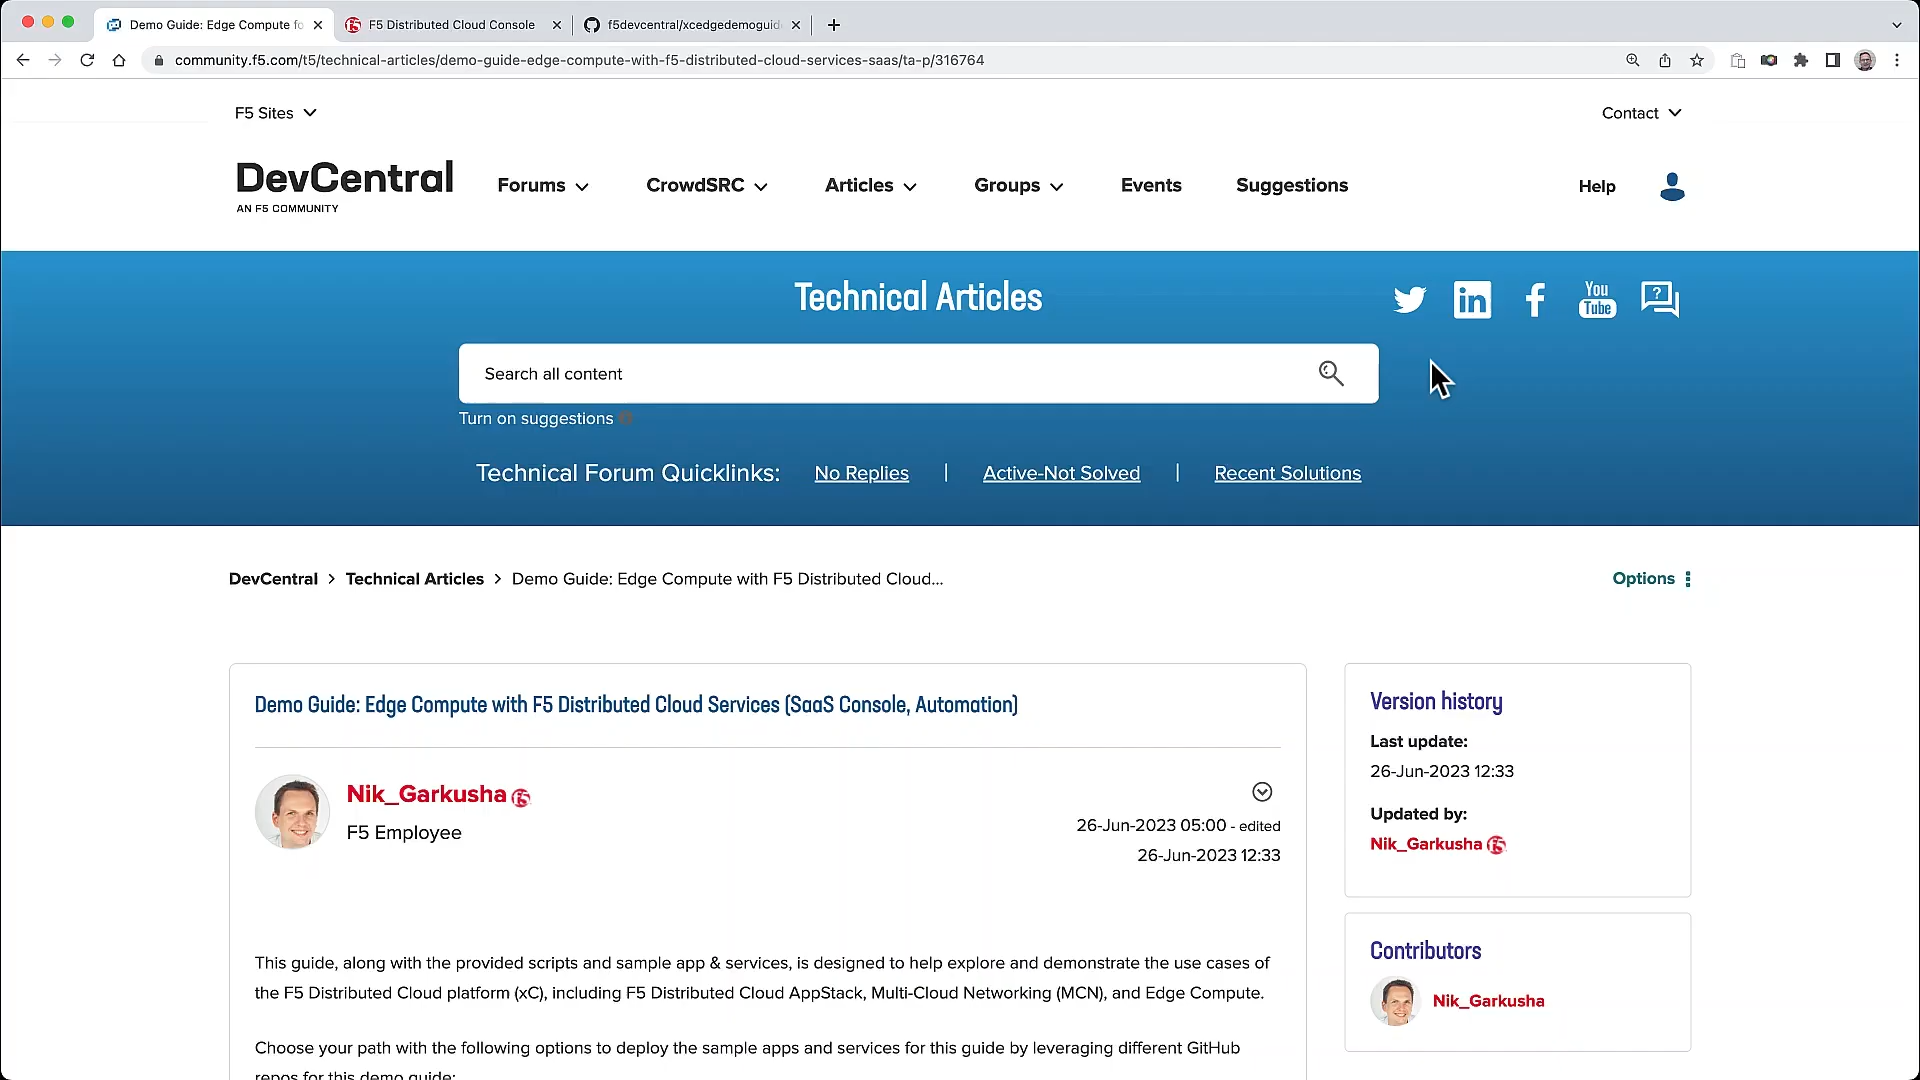 Demo Guide: Edge Compute fo
F5 Distributed Cloud Console
f5devcentral/xcedgedemoguid
community.f5.com/t5/technical-articles/demo-guide-edge-compute-with-f5-distributed-cloud-services-saas/ta-p/316764
F5 Sites
Contact
DevCentral
AN F5 COMMUNITY
Forums
CrowdSRC
Articles
Groups
Events
Suggestions
Help
Technical Articles
in
f
You
Tube
?
Search all content
Turn on suggestions
Technical Forum Quicklinks:
No Replies
|
Active-Not Solved
|
Recent Solutions
DevCentral > Technical Articles > Demo Guide: Edge Compute with F5 Distributed Cloud...
Options
Demo Guide: Edge Compute with F5 Distributed Cloud Services (SaaS Console, Automation)
Nik_Garkusha
F5 Employee
26-Jun-2023 05:00 - edited
26-Jun-2023 12:33
This guide, along with the provided scripts and sample app & services, is designed to help explore and demonstrate the use cases of
the F5 Distributed Cloud platform (xC), including F5 Distributed Cloud AppStack, Multi-Cloud Networking (MCN), and Edge Compute.
Choose your path with the following options to deploy the sample apps and services for this guide by leveraging different GitHub
repos for this demo guide:
Version history
Last update:
26-Jun-2023 12:33
Updated by:
Nik_Garkusha
Contributors
Nik_Garkusha